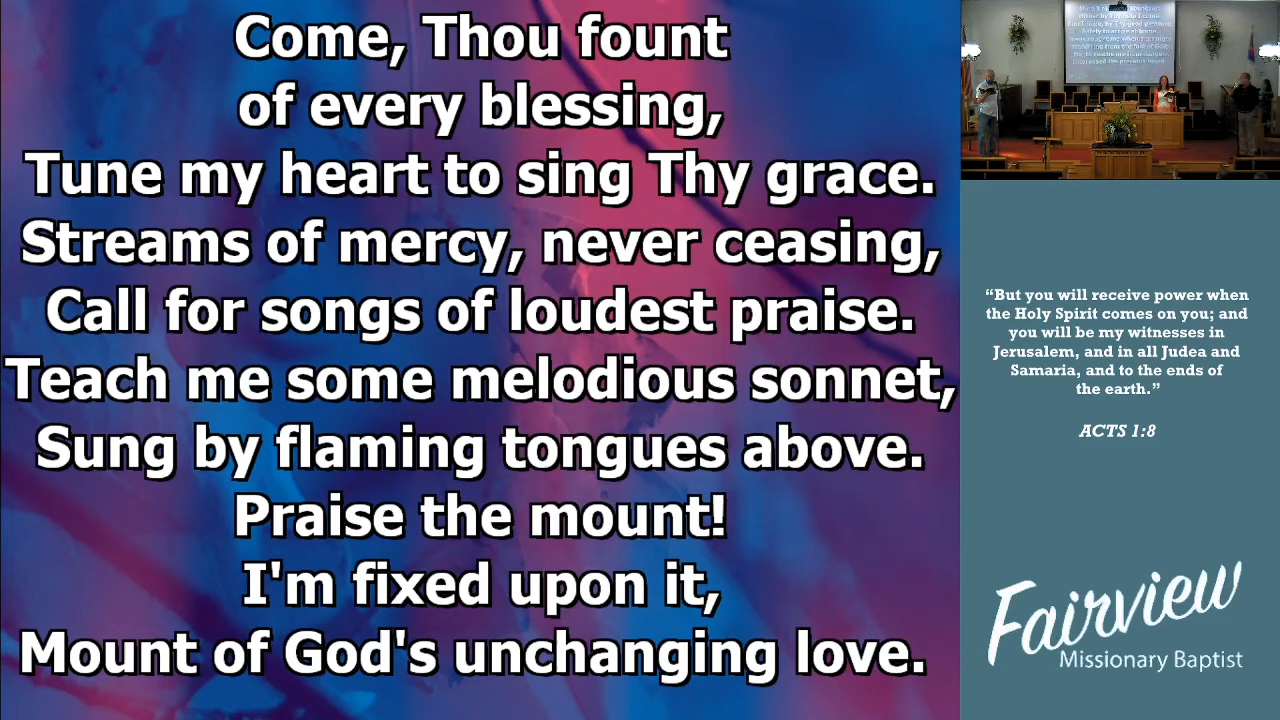 Come, Thou fount
of every blessing,
Tune my heart to sing Thy grace.
Streams of mercy, never ceasing,
Call for songs of loudest praise.
Teach me some melodious sonnet,
Sung by flaming tongues above.
Praise the mount!
I'm fixed upon it,
Mount of God's unchanging love.
“But you will receive power when
the Holy Spirit comes on you; and
you will be my witnesses in
Jerusalem, and in all Judea and
Samaria, and to the ends of
the earth.”
ACTS 1:8
Fairview
Missionary Baptist